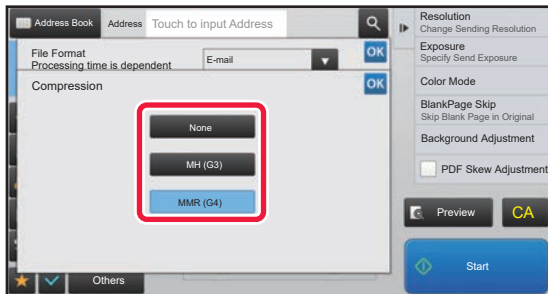 Address Book
Address
Touch to input Address
File Format
Processing time is dependent
E-mail
OK
Compression
OK
None
MH (G3)
MMR (G4)
Others
Resolution
Change Sending Resolution
Exposure
Specify Send Exposure
Color Mode
BlankPage Skip
Skip Blank Page in Original
Background Adjustment
PDF Skew Adjustment
Preview
CA
Start